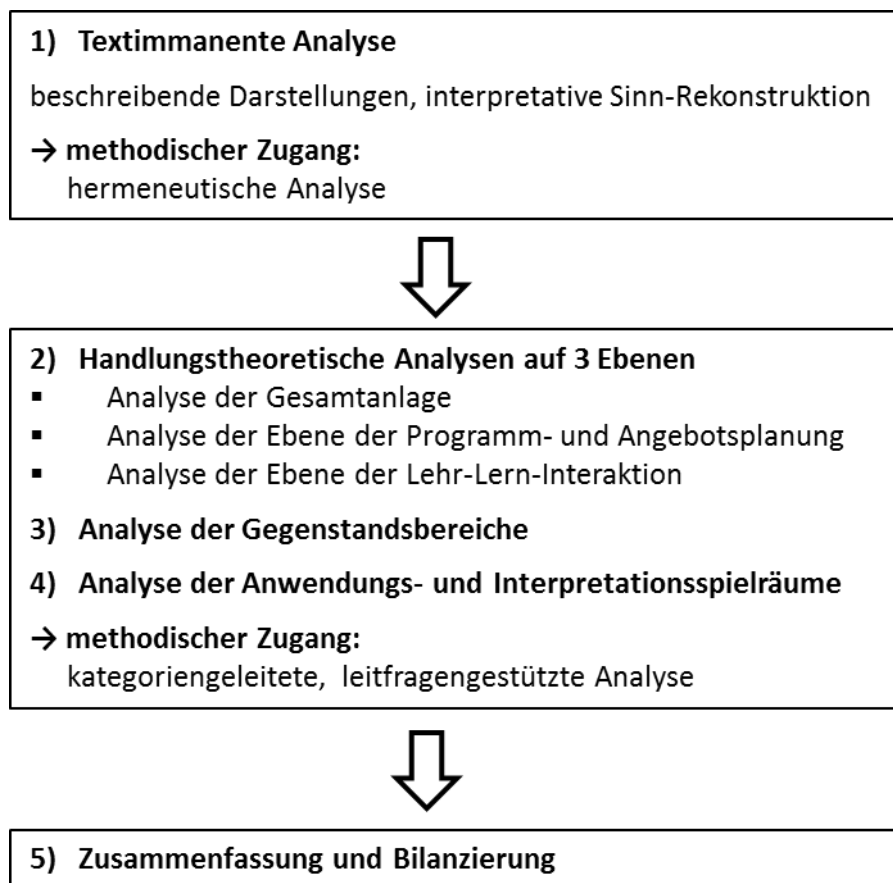 1) Textimmanente Analyse
beschreibende Darstellungen, interpretative Sinn-Rekonstruktion
→ methodischer Zugang:
hermeneutische Analyse
2) Handlungstheoretische Analysen auf 3 Ebenen
▪ Analyse der Gesamtanlage
▪ Analyse der Ebene der Programm- und Angebotsplanung
▪ Analyse der Ebene der Lehr-Lern-Interaktion
3) Analyse der Gegenstandsbereiche
4) Analyse der Anwendungs- und Interpretationsspielräume
→ methodischer Zugang:
kategoriengeleitete, leitfragengestützte Analyse
5) Zusammenfassung und Bilanzierung